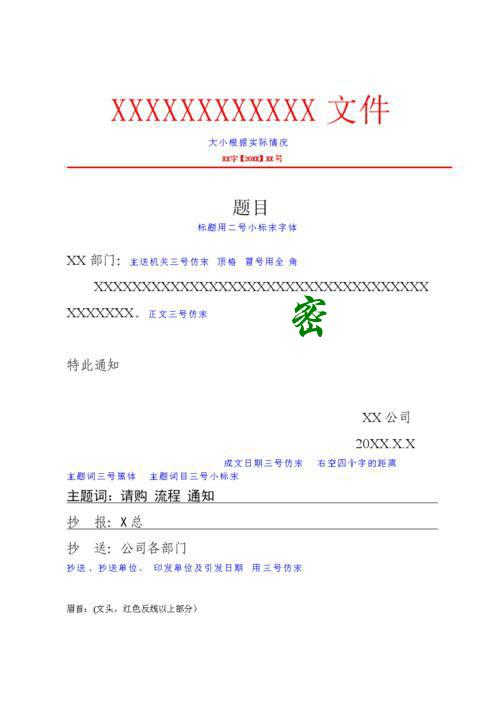 XXXXXXXXXXXX 文件
大小根据实际情况
XX字【20XX】XX号
题目
标题用二号小标宋字体
XX 部门：主送机关三号仿宋 顶格 冒号用全 角
XXXXXXXXXXXXXXXXXXXXXXXXXXXXXXXXXXX
XXXXXXX。正文三号仿宋
密
特此通知
XX 公司
20XX.X.X
成文日期三号仿宋 右空四个字的距离
主题词三号黑体 主题词目三号小标宋
主题词：请购 流程 通知
抄 报：X 总
抄 送：公司各部门
抄送 、抄送单位、 印发单位及引发日期 用三号仿宋
眉首：（文头，红色反线以上部分）